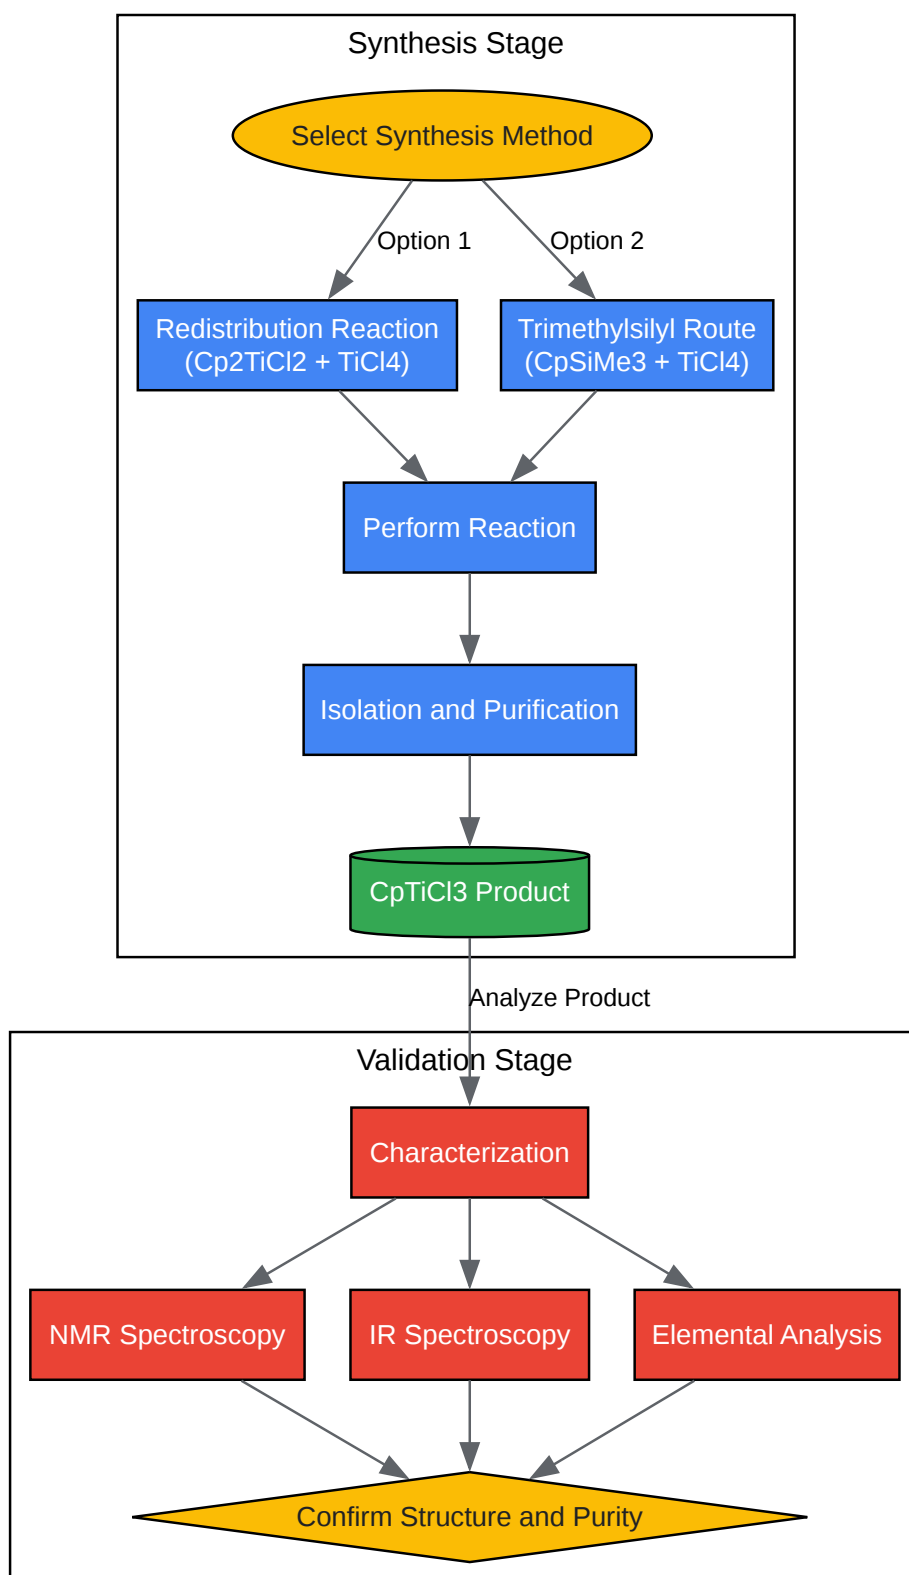 Synthesis Stage
Select Synthesis Method
Option 1
Option 2
Redistribution Reaction
(Cp2TiCl2 + TiCl4)
Trimethylsilyl Route
(CpSiMe3 + TiCl4)
Perform Reaction
Isolation and Purification
CpTiCl3 Product
Analyze Product
Validation Stage
Characterization
NMR Spectroscopy
IR Spectroscopy
Elemental Analysis
Confirm Structure and Purity